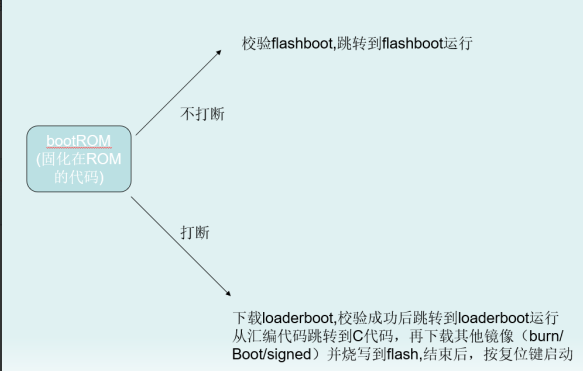 校验flashboot,跳转到flashboot运行
不打断
bootROM
(固化在ROM
的代码)
打断
下载loaderboot,校验成功后跳转到loaderboot运行
从汇编代码跳转到C代码，再下载其他镜像（burn/
Boot/signed）并烧写到flash,结束后，按复位键启动